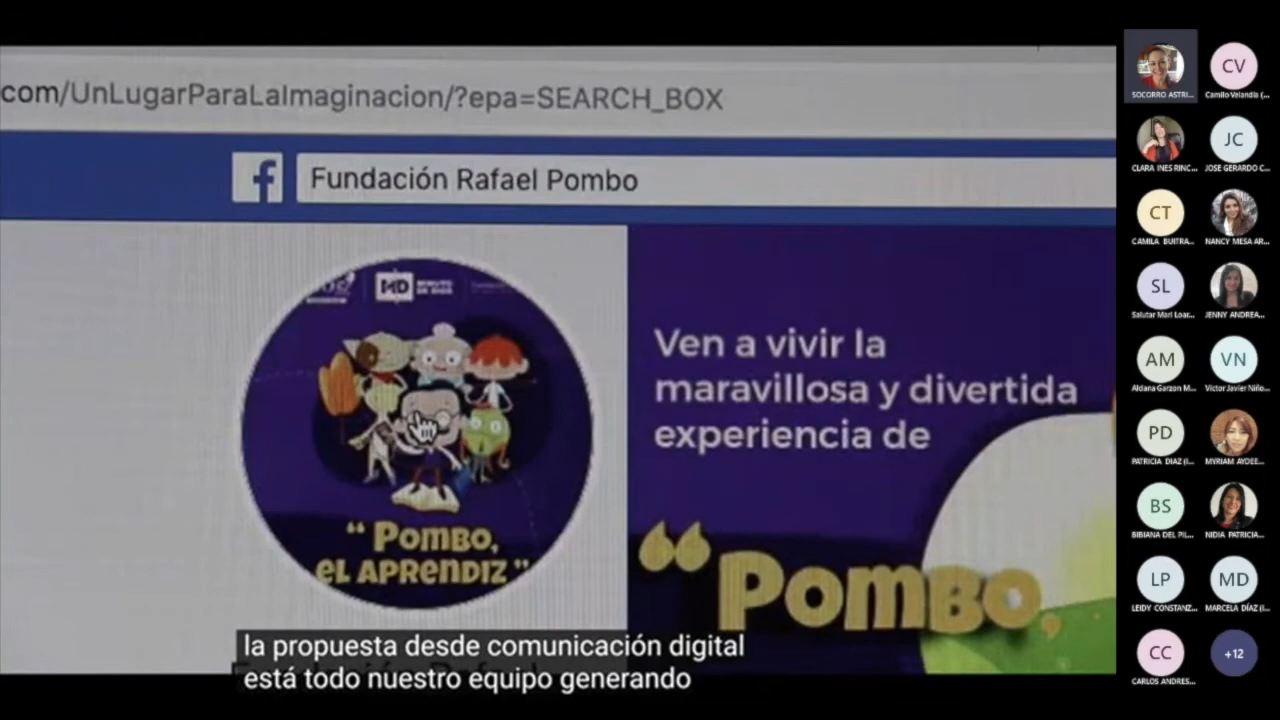 com/UnLugarParaLaImaginacion/?epa=SEARCH_BOX
f
Fundación Rafael Pombo
MD MINUTO DE DIOS
“ Pombo,
el aprendiz ”
Ven a vivir la
maravillosa y divertida
experiencia de
“Pombo,
la propuesta desde comunicación digital
está todo nuestro equipo generando
SOCORRO ASTRI...
CV
Camilo Velandia (...
CLARA INES RINC...
JC
JOSE GERARDO C...
CT
CAMILA BUITRA...
NANCY MESA AR...
SL
Salutar Mari Loar...
JENNY ANDREA...
AM
Aldana Garzon M...
VN
Victor Javier Niño...
PD
PATRICIA DIAZ (I...
MYRIAM AYDEE...
BS
BIBIANA DEL PIL...
NIDIA PATRICIA...
LP
LEIDY CONSTANZ...
MD
MARCELA DÍAZ (I...
CC
CARLOS ANDRES...
+12